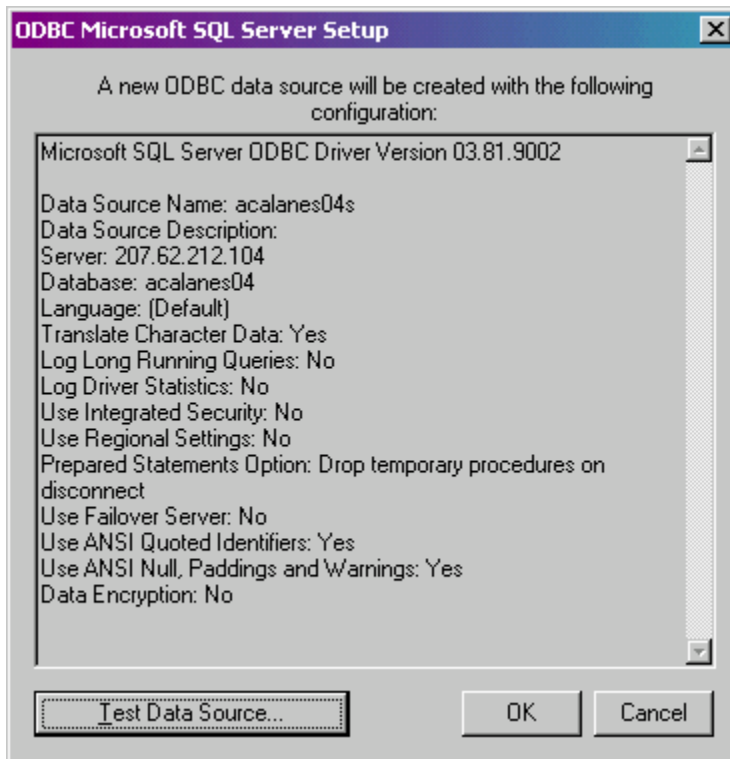 ODBC Microsoft SQL Server Setup
A new ODBC data source will be created with the following
configuration:
Microsoft SQL Server ODBC Driver Version 03.81.9002
Data Source Name: acalanes04s
Data Source Description:
Server: 207.62.212.104
Database: acalanes04
Language: (Default)
Translate Character Data: Yes
Log Long Running Queries: No
Log Driver Statistics: No
Use Integrated Security: No
Use Regional Settings: No
Prepared Statements Option: Drop temporary procedures on
disconnect
Use Failover Server: No
Use ANSI Quoted Identifiers: Yes
Use ANSI Null, Paddings and Warnings: Yes
Data Encryption: No
Test Data Source...
OK
Cancel